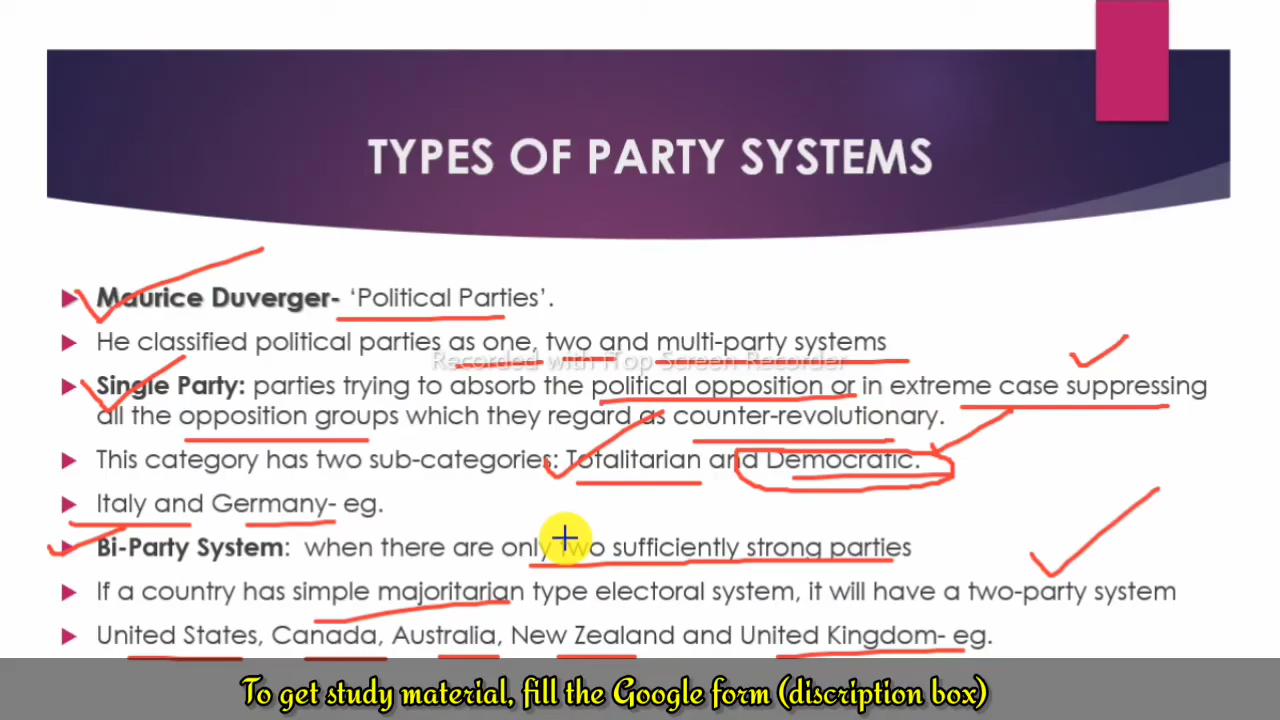 TYPES OF PARTY SYSTEMS
Maurice Duverger- ‘Political Parties’.
He classified political parties as one, two and multi-party systems
Recorded with iTop Screen Recorder
Single Party: parties trying to absorb the political opposition or in extreme case suppressing
all the opposition groups which they regard as counter-revolutionary.
This category has two sub-categories: Totalitarian and Democratic.
Italy and Germany- eg.
Bi-Party System: when there are only two sufficiently strong parties
If a country has simple majoritarian type electoral system, it will have a two-party system
United States, Canada, Australia, New Zealand and United Kingdom- eg.
To get study material, fill the Google form (discription box)